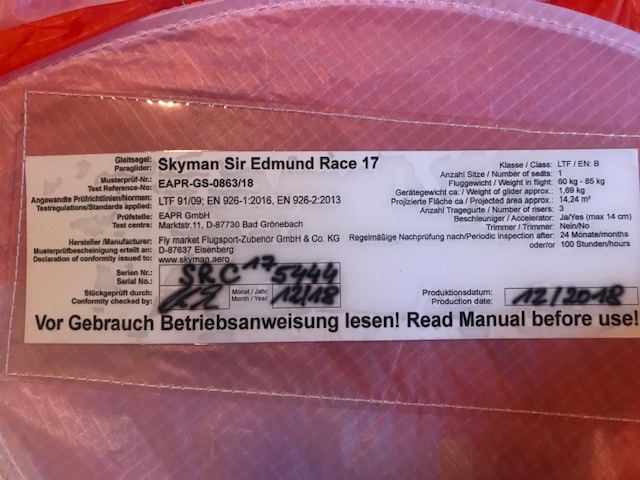 Gleitsegel: Skyman Sir Edmund Race 17
Paraglider:
Musterprüf-Nr.: EAPR-GS-0863/18
Test Reference-No:
Angewandte Prüfrichtlinien/Normen: LTF 91/09; EN 926-1:2016, EN 926-2:2013
Testregulations/Standards applied:
Prüfstelle: EAPR GmbH
Test centre: Marktstr.11, D-87730 Bad Grönebach
Hersteller /Manufacturer: Fly market Flugsport-Zubehör GmbH & Co. KG
Musterprüfbescheinigung erteilt an: D-87637 Eisenberg
Declaration of conformity issued to: www.skyman.aero
Serien Nr.: SRC 17 5444
Serial No.:
Stückgeprüft durch: Monat / Jahr: 12/18
Conformity checked by: Month / Year:
Klasse / Class: LTF / EN: B
Anzahl Sitze / Number of seats: 1
Fluggewicht / Weight in flight: 60 kg - 85 kg
Gerätegewicht ca. / Weight of glider approx.: 1,69 kg
Projizierte Fläche ca / Projected area approx.: 14,24 m²
Anzahl Tragegurte / Number of risers: 3
Beschleuniger / Accelerator: Ja/Yes (max 14 cm)
Trimmer / Trimmer: Nein/No
Regelmäßige Nachprüfung nach/Periodic inspection after: 24 Monate/months
oder/or: 100 Stunden/hours
Produktionsdatum: 12/2018
Production date:
Vor Gebrauch Betriebsanweisung lesen! Read Manual before use!